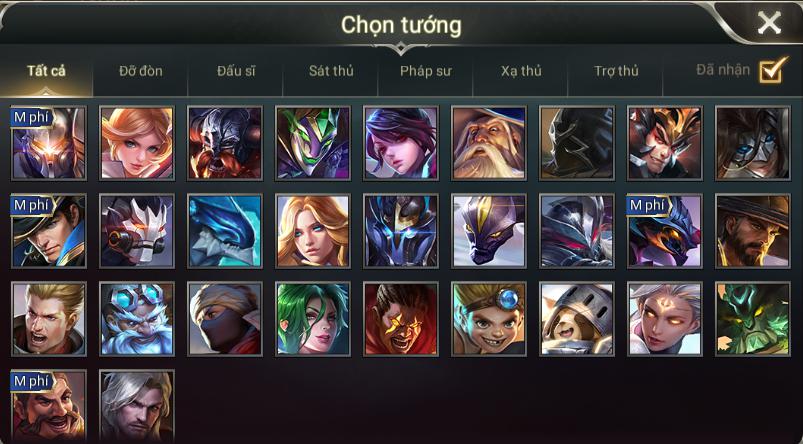 Chọn tướng
Tất cả Đỡ đòn Đấu sĩ Sát thủ Pháp sư Xạ thủ Trợ thủ Đã nhận
M phí
M phí M phí
M phí